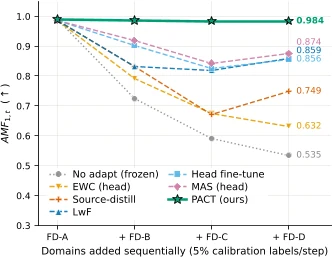 1.0
0.9
0.8
0.7
0.6
0.5
0.4
0.3
AMF₁,ₜ (↑)
0.984
0.874
0.859
0.856
0.749
0.632
0.535
No adapt (frozen)
EWC (head)
Source-distill
LwF
Head fine-tune
MAS (head)
PACT (ours)
FD-A
+ FD-B
+ FD-C
+ FD-D
Domains added sequentially (5% calibration labels/step)